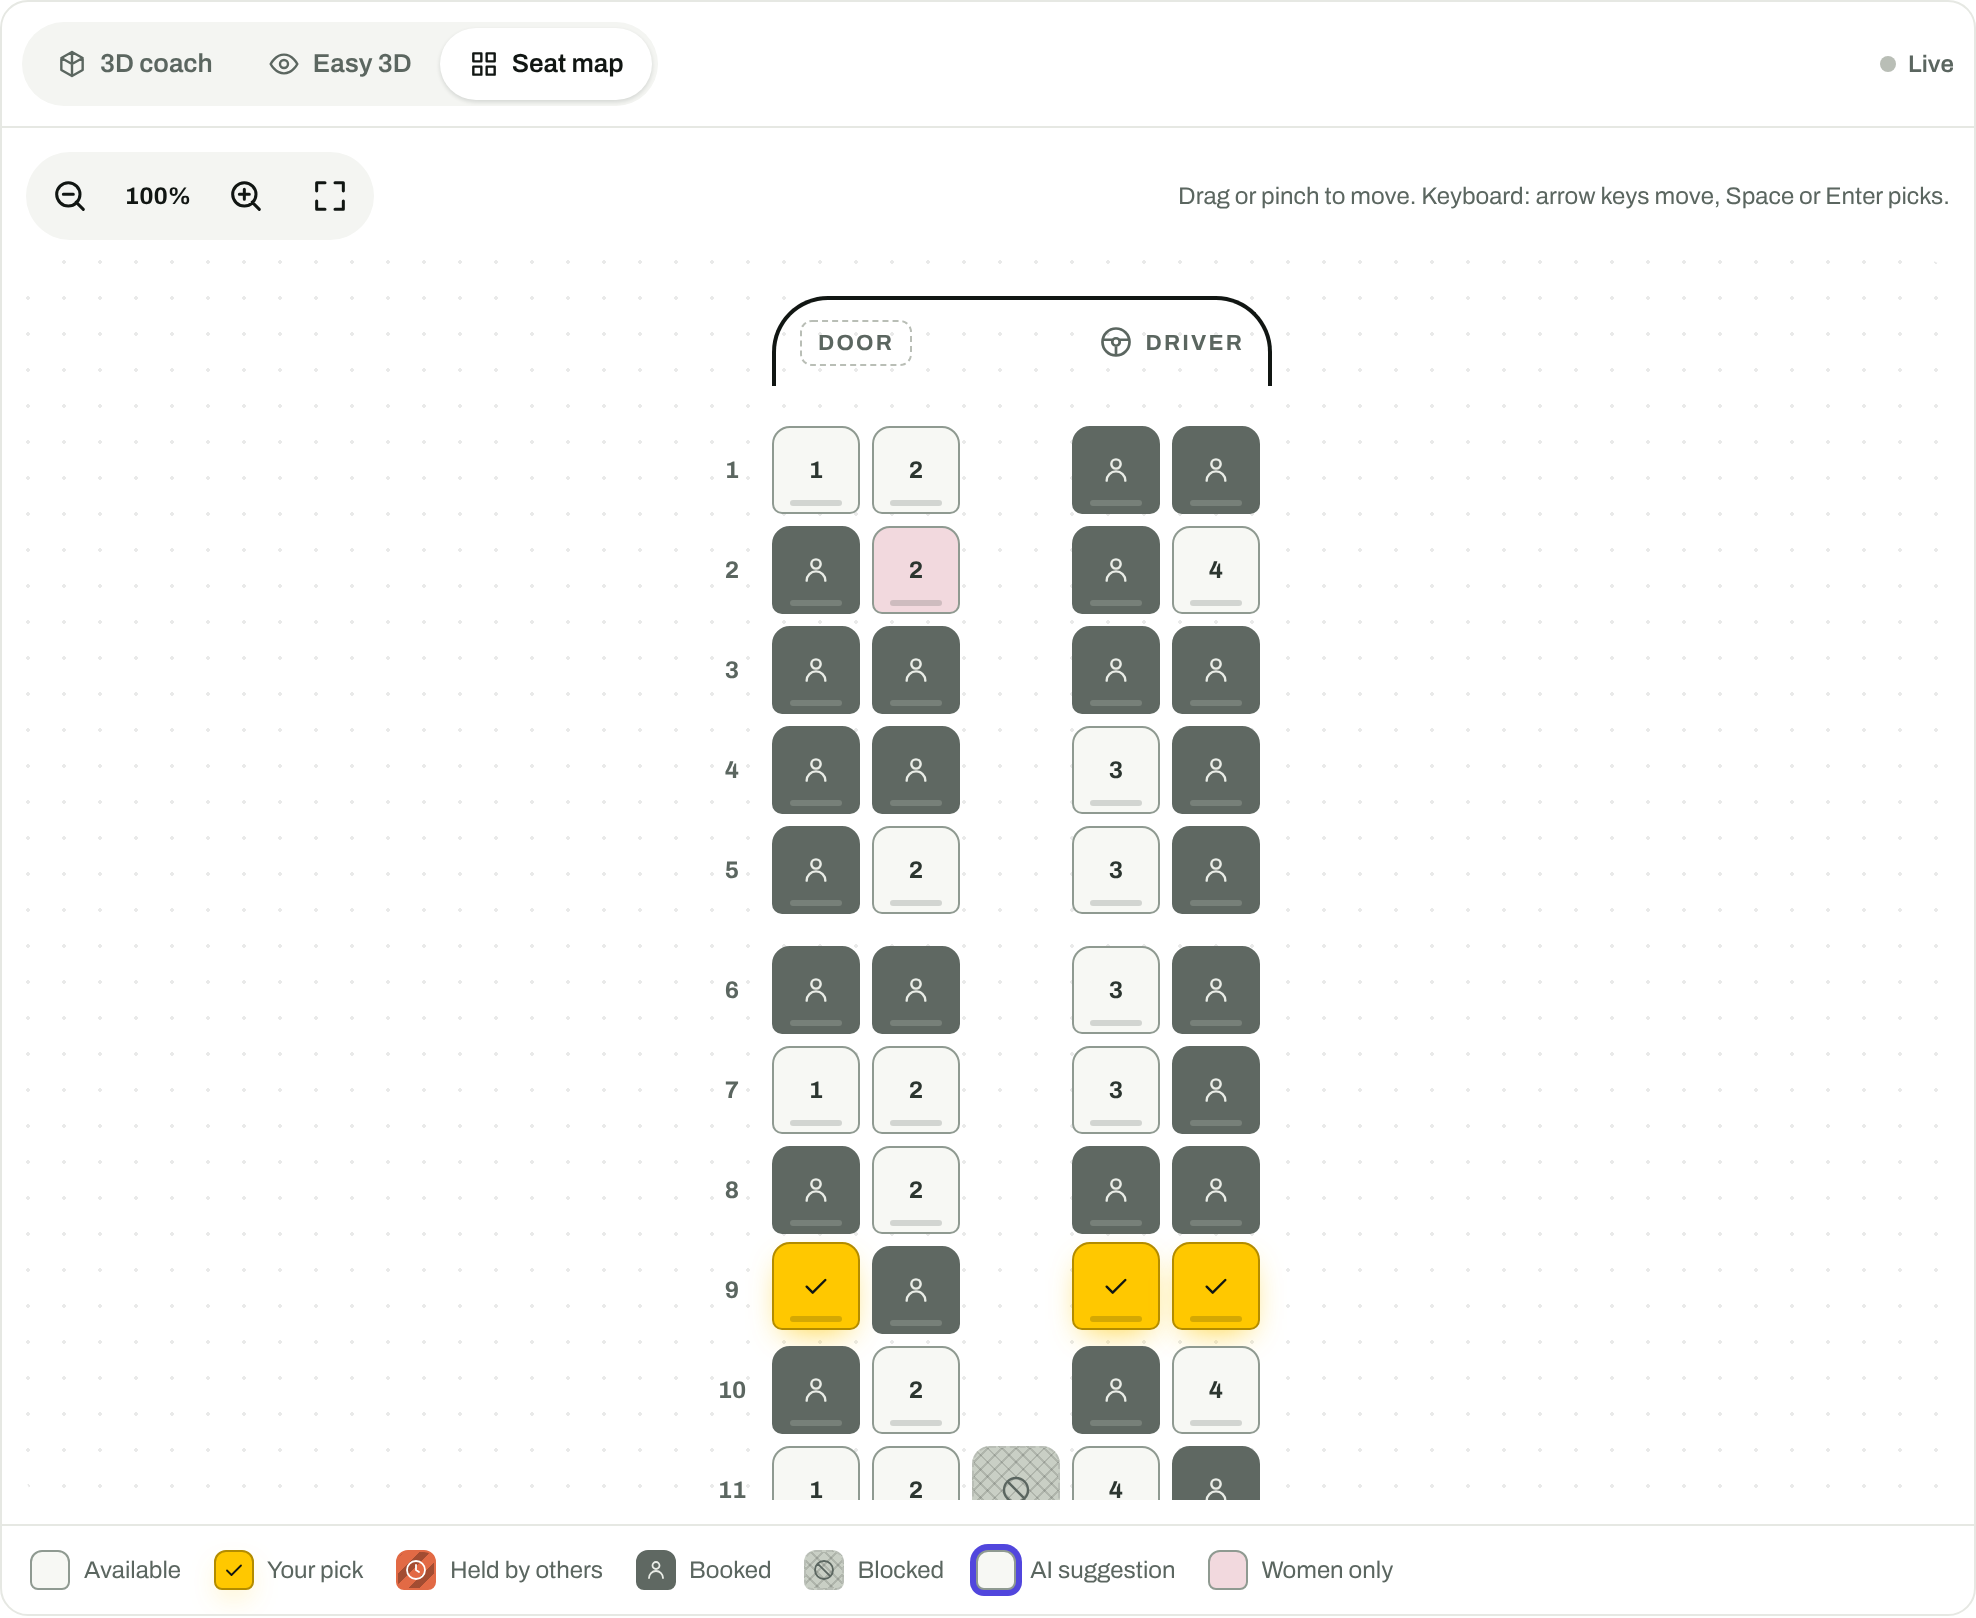 3D coach Easy 3D Seat map Live
100% Drag or pinch to move. Keyboard: arrow keys move, Space or Enter picks.
DOOR DRIVER
1 1 2
2 2 4
3
4 3
5 2 3
6 3
7 1 2 3
8 2
9
10 2 4
11 1 2 4
Available Your pick Held by others Booked Blocked AI suggestion Women only